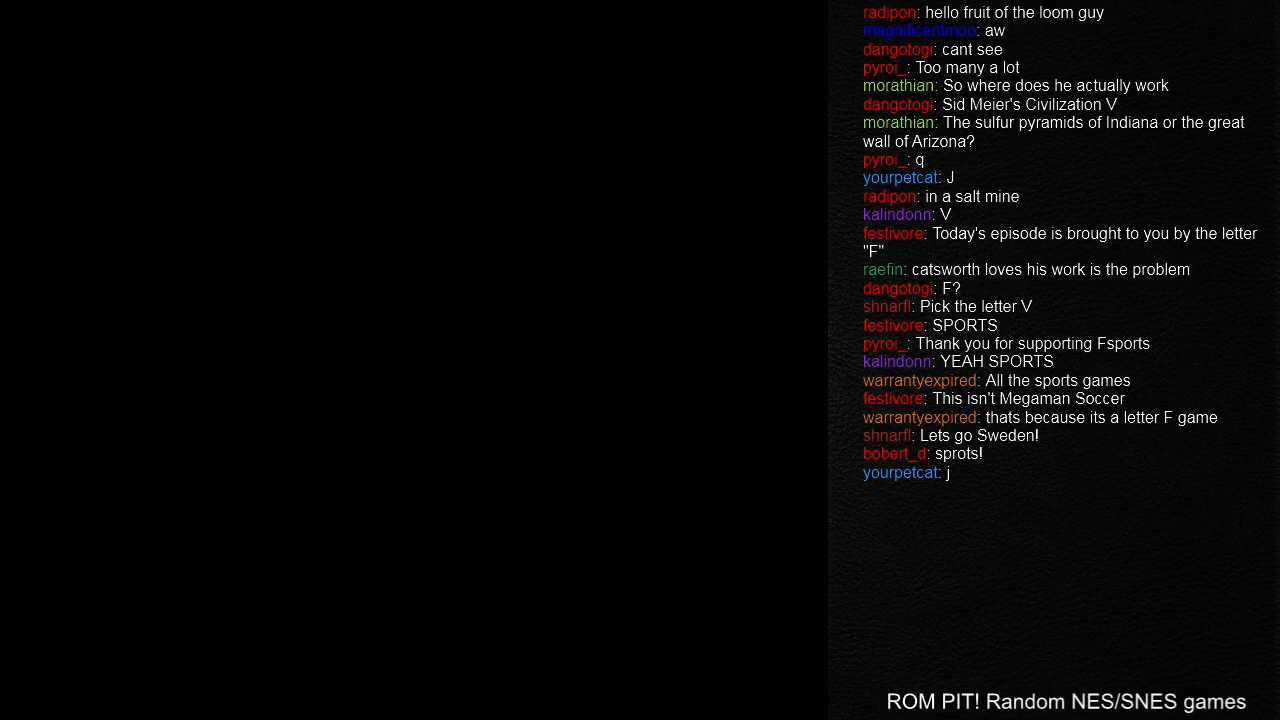 radipon: hello fruit of the loom guy
magnificentmoo: aw
dangotogi: cant see
pyroi_: Too many a lot
morathian: So where does he actually work
dangotogi: Sid Meier's Civilization V
morathian: The sulfur pyramids of Indiana or the great
wall of Arizona?
pyroi_: q
yourpetcat: J
radipon: in a salt mine
kalindonn: V
festivore: Today's episode is brought to you by the letter
"F"
raefin: catsworth loves his work is the problem
dangotogi: F?
shnarfl: Pick the letter V
festivore: SPORTS
pyroi_: Thank you for supporting Fsports
kalindonn: YEAH SPORTS
warrantyexpired: All the sports games
festivore: This isn't Megaman Soccer
warrantyexpired: thats because its a letter F game
shnarfl: Lets go Sweden!
bobert_d: sprots!
yourpetcat: j
ROM PIT! Random NES/SNES games